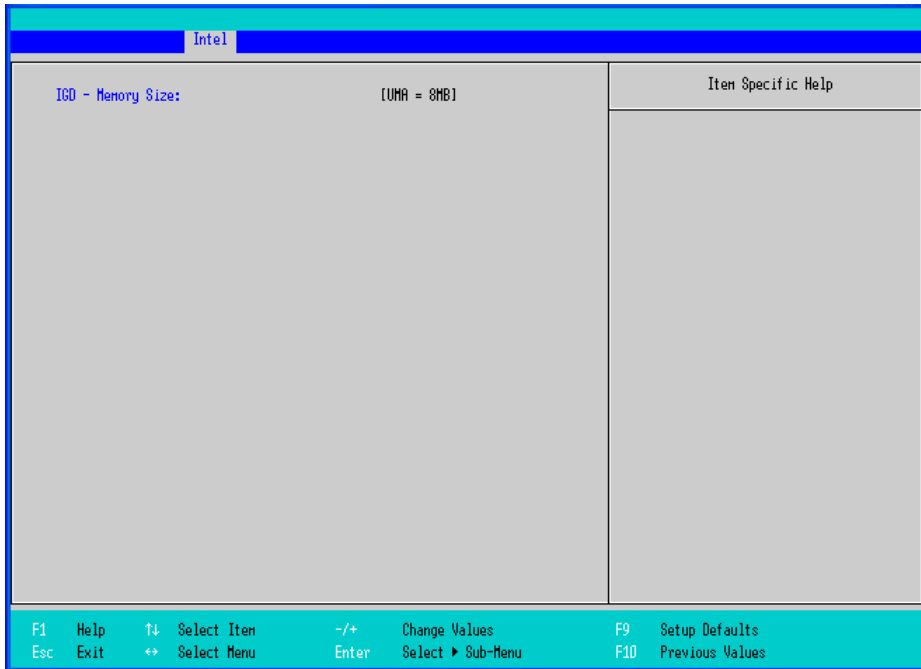 Intel
IGD - Memory Size: [UMA = 8MB]
Item Specific Help
F1 Help ↑↓ Select Item -/+ Change Values F9 Setup Defaults
Esc Exit ↔ Select Menu Enter Select ▶ Sub-Menu F10 Previous Values